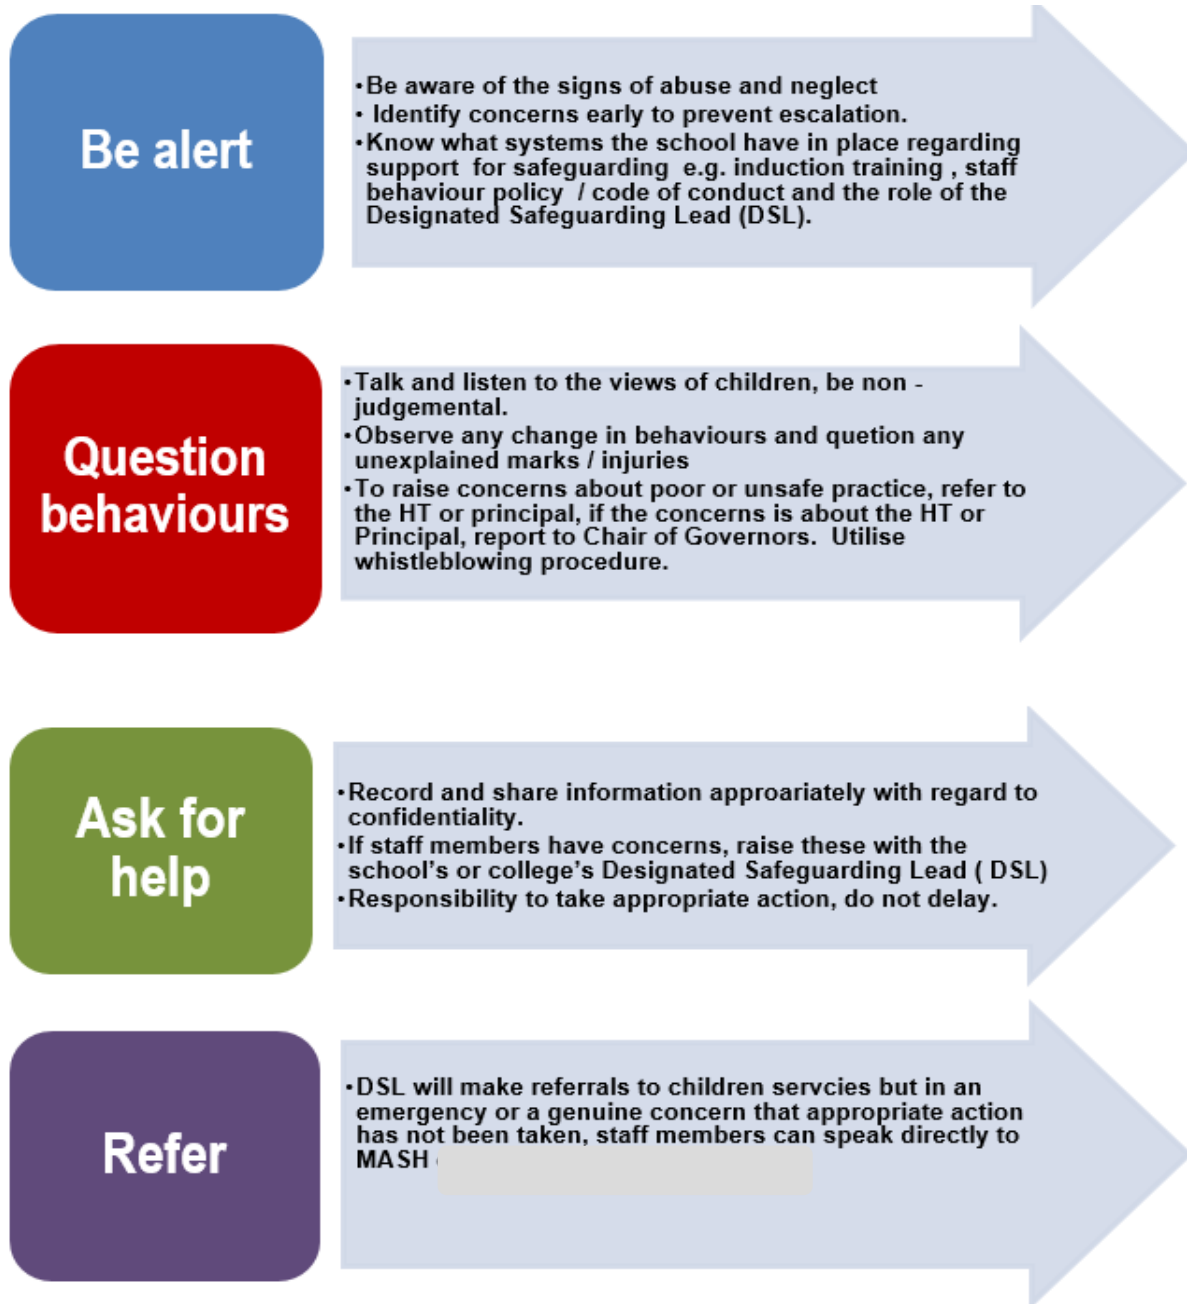 Be alert
•Be aware of the signs of abuse and neglect
• Identify concerns early to prevent escalation.
•Know what systems the school have in place regarding
support for safeguarding e.g. induction training , staff
behaviour policy / code of conduct and the role of the
Designated Safeguarding Lead (DSL).
Question
behaviours
•Talk and listen to the views of children, be non -
judgemental.
•Observe any change in behaviours and quetion any
unexplained marks / injuries
•To raise concerns about poor or unsafe practice, refer to
the HT or principal, if the concerns is about the HT or
Principal, report to Chair of Governors. Utilise
whistleblowing procedure.
Ask for
help
•Record and share information approariately with regard to
confidentiality.
•If staff members have concerns, raise these with the
school’s or college’s Designated Safeguarding Lead ( DSL)
•Responsibility to take appropriate action, do not delay.
Refer
•DSL will make referrals to children servcies but in an
emergency or a genuine concern that appropriate action
has not been taken, staff members can speak directly to
MASH